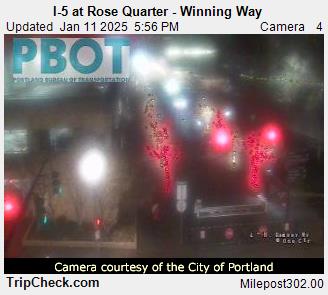 I-5 at Rose Quarter - Winning Way
Updated Jan 11 2025 5:56 PM Camera 4
PBOT
PORTLAND BUREAU OF TRANSPORTATION
Camera courtesy of the City of Portland
TripCheck.com Milepost302.00